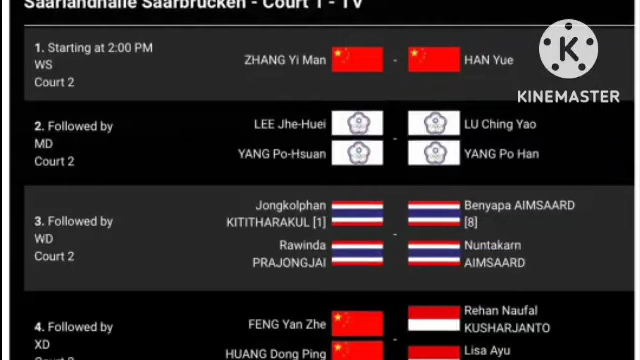 Saarlandhalle Saarbrücken - Court 1 - TV
1. Starting at 2:00 PM
WS
Court 2
ZHANG Yi Man
-
HAN Yue
K
KINEMASTER
2. Followed by
MD
Court 2
LEE Jhe-Huei
YANG Po-Hsuan
-
LU Ching Yao
YANG Po Han
3. Followed by
WD
Court 2
Jongkolphan
KITITHARAKUL [1]
Rawinda
PRAJONGJAI
-
Benyapa AIMSAARD
[8]
Nuntakarn
AIMSAARD
4. Followed by
XD
Court 2
FENG Yan Zhe
HUANG Dong Ping
-
Rehan Naufal
KUSHARJANTO
Lisa Ayu